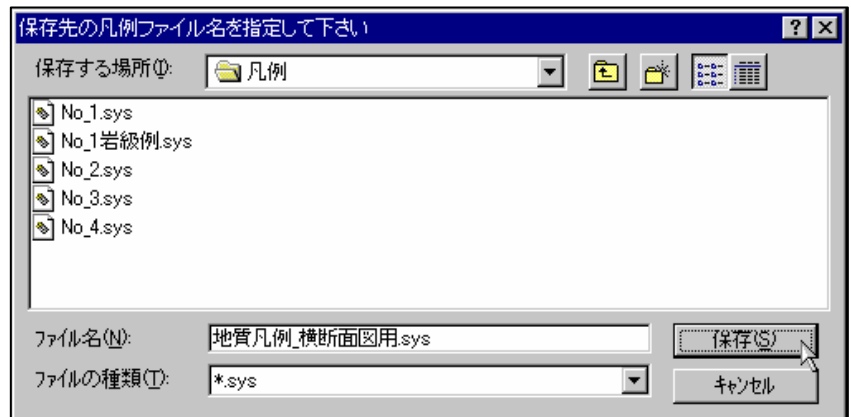 保存先の凡例ファイル名を指定して下さい
保存する場所(I): 凡例
No_1.sys
No_1岩級例.sys
No_2.sys
No_3.sys
No_4.sys
ファイル名(N): 地質凡例_横断面図用.sys 保存(S)
ファイルの種類(T): *.sys キャンセル